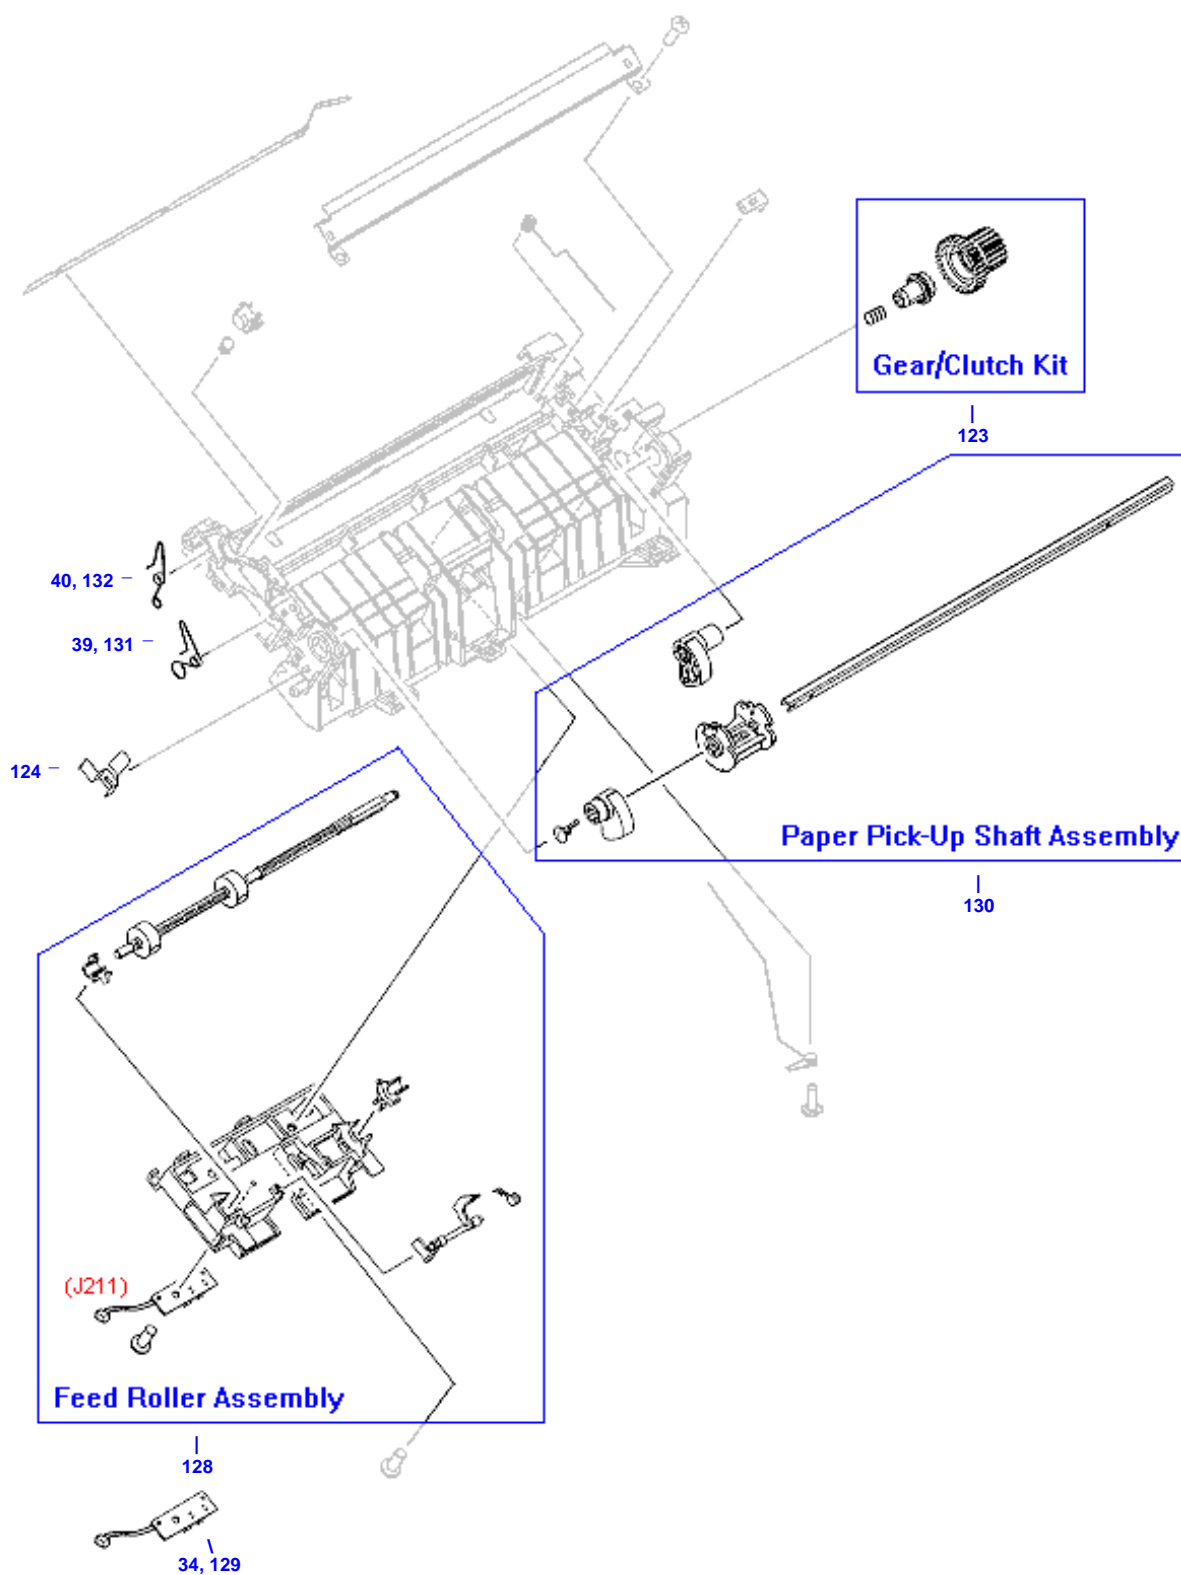 Gear/Clutch Kit
123
40, 132
39, 131
124
Paper Pick-Up Shaft Assembly
130
(J211)
Feed Roller Assembly
128
34, 129